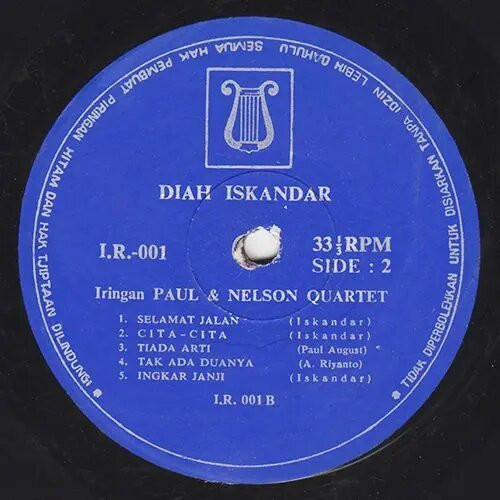 SEMUA HAK PEMBUAT PIRINGAN HITAM DAN HAK TJIPTAAN DILINDUNGI
★ TIDAK DIPERBOLEHKAN UNTUK DISIARKAN TANPA IDZIN LEBIH DAHULU
DIAH ISKANDAR
I.R.-001
33⅓RPM
SIDE : 2
Iringan PAUL & NELSON QUARTET
1. SELAMAT JALAN (Iskandar)
2. CITA-CITA (Iskandar)
3. TIADA ARTI (Paul August)
4. TAK ADA DUANYA (A. Riyanto)
5. INGKAR JANJI (Iskandar)
I.R. 001 B